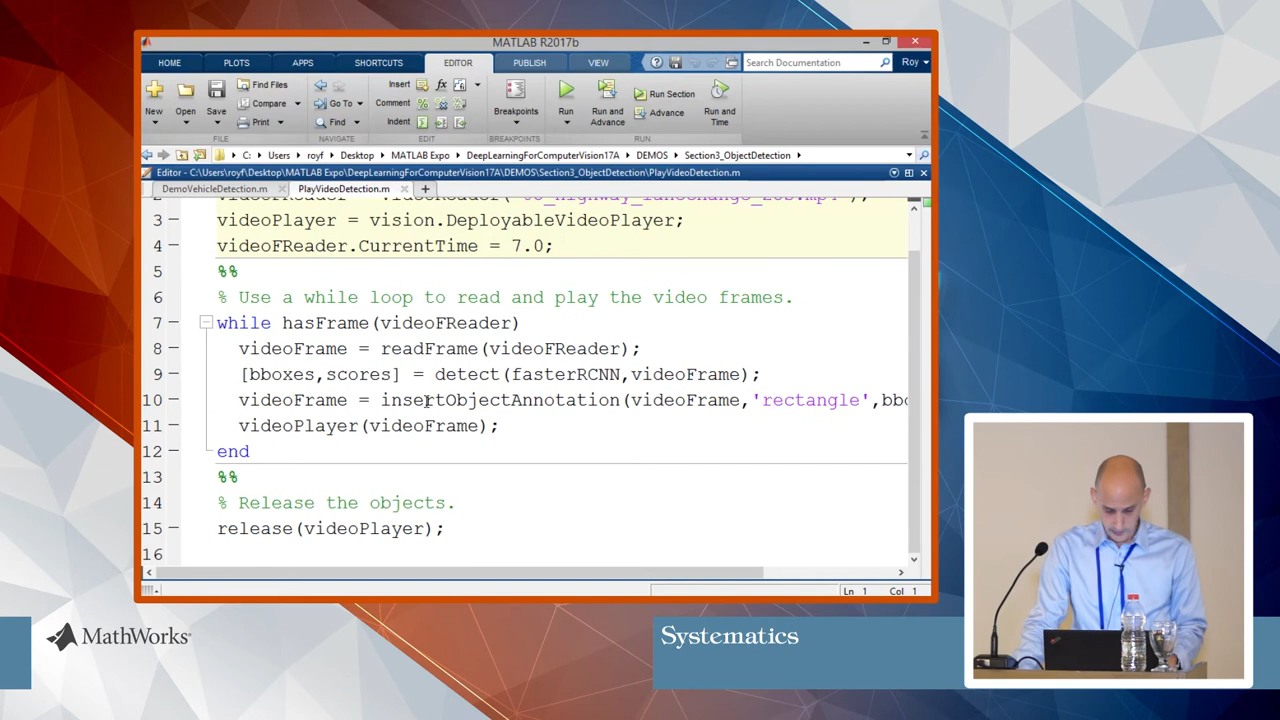 MATLAB R2017b
HOME PLOTS APPS SHORTCUTS EDITOR PUBLISH VIEW Search Documentation Roy
New Open Save Find Files Compare Print Go To Find Insert Comment Indent Breakpoints Run Run and Advance Run Section Advance Run and Time
FILE NAVIGATE EDIT BREAKPOINTS RUN
C: Users royf Desktop MATLAB Expo DeepLearningForComputerVision17A DEMOS Section3_ObjectDetection
Editor - C:\Users\royf\Desktop\MATLAB Expo\DeepLearningForComputerVision17A\DEMOS\Section3_ObjectDetection\PlayVideoDetection.m
DemoVehicleDetection.m PlayVideoDetection.m
3 videoPlayer = vision.DeployableVideoPlayer;
4 videoFReader.CurrentTime = 7.0;
5 %%
6 % Use a while loop to read and play the video frames.
7 while hasFrame(videoFReader)
8 videoFrame = readFrame(videoFReader);
9 [bboxes,scores] = detect(fasterRCNN,videoFrame);
10 videoFrame = insertObjectAnnotation(videoFrame,'rectangle',bbo
11 videoPlayer(videoFrame);
12 end
13 %%
14 % Release the objects.
15 release(videoPlayer);
16
Ln 1 Col 1
MathWorks®
Systematics